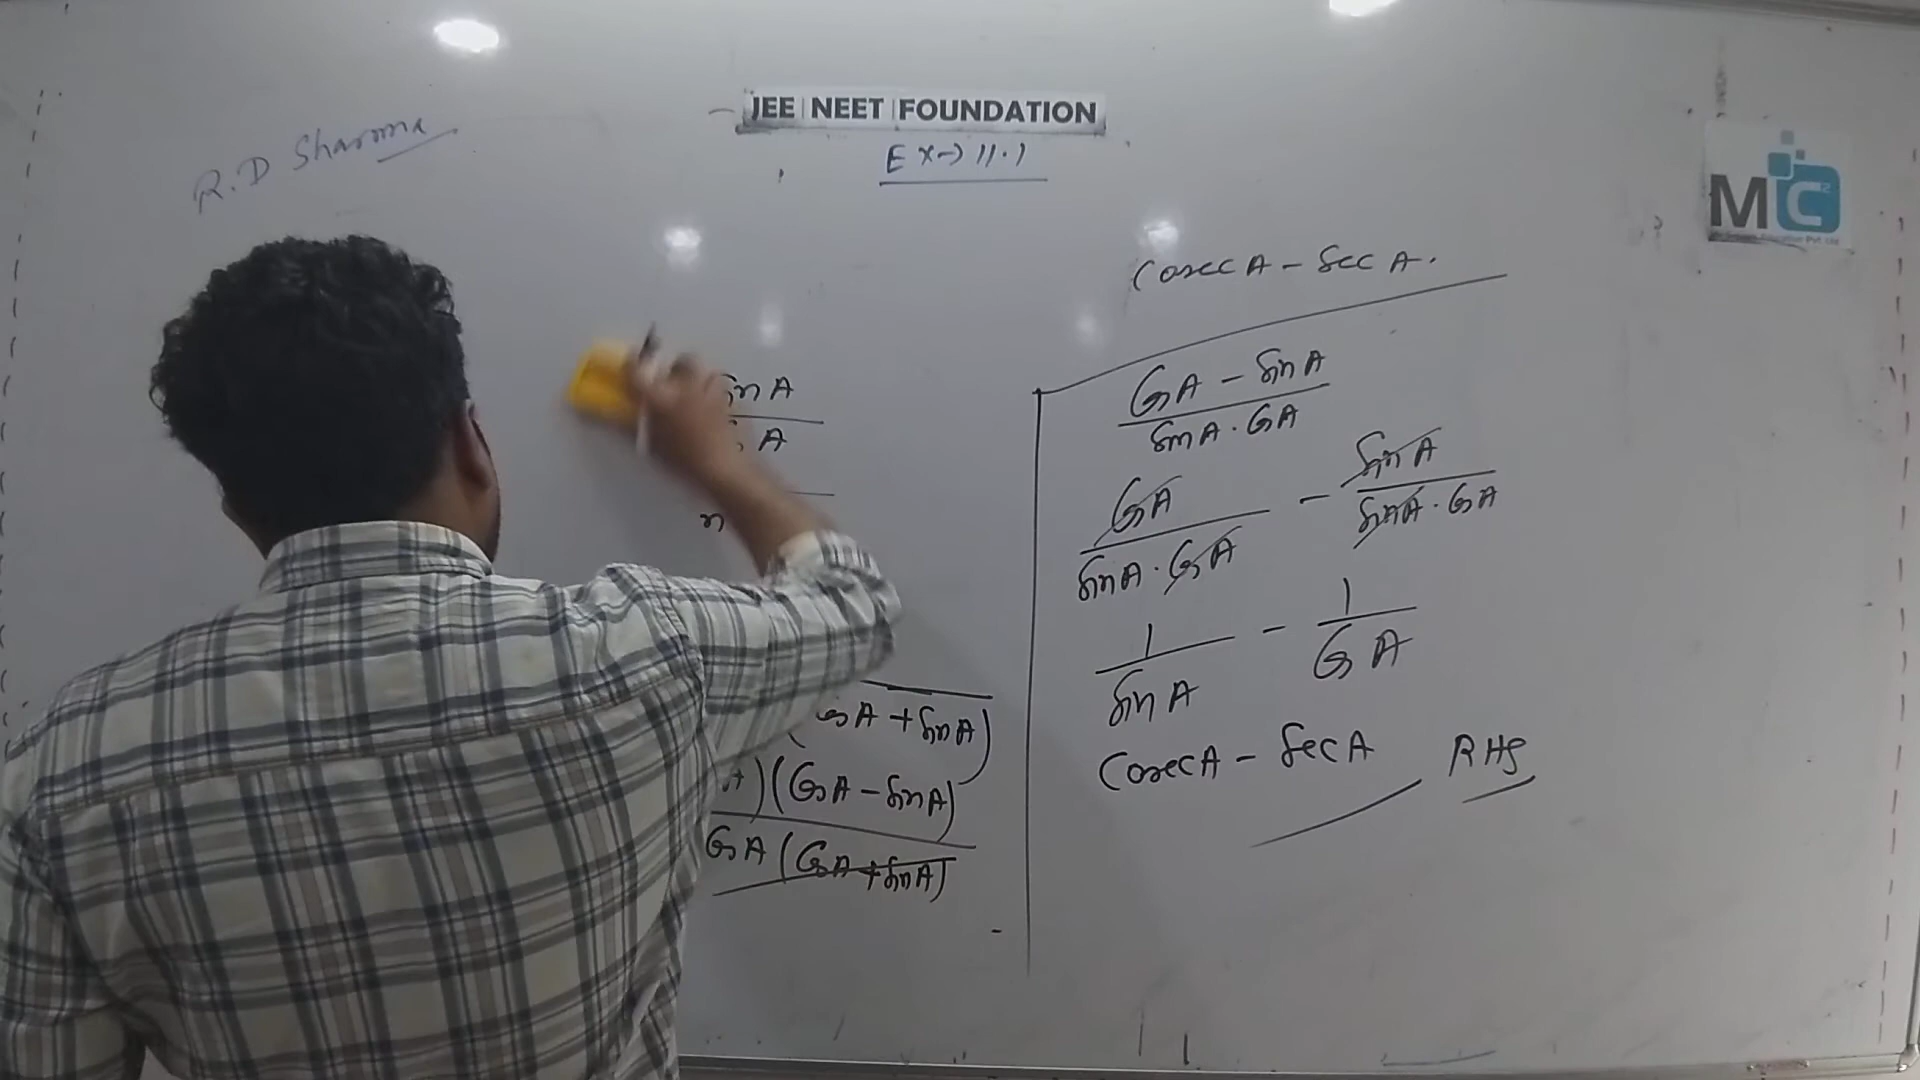 JEE | NEET | FOUNDATION
Ex → 11.1
R.D Sharma
MC²
cosec A - sec A.
sin A
A
n
cos A + sin A)
)(cos A - sin A)
cos A (cos A + sin A)
cos A - sin A
sin A . cos A
cos A - sin A
sin A . cos A sin A . cos A
1 - 1
sin A cos A
cosec A - sec A RHS